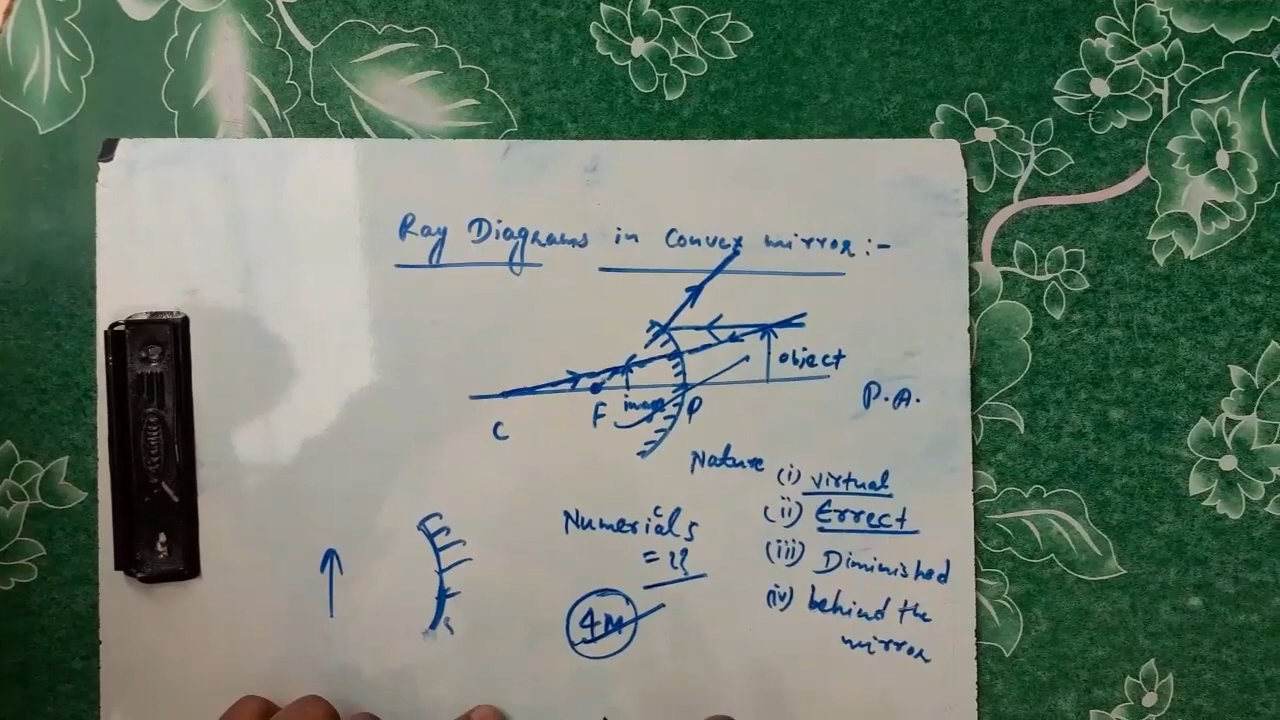 Ray Diagrams in Convex mirror :-
object
P.A.
F image P
C
Nature (i) virtual
(ii) Errect
(iii) Diminished
(iv) behind the
mirror
Numericals
4M